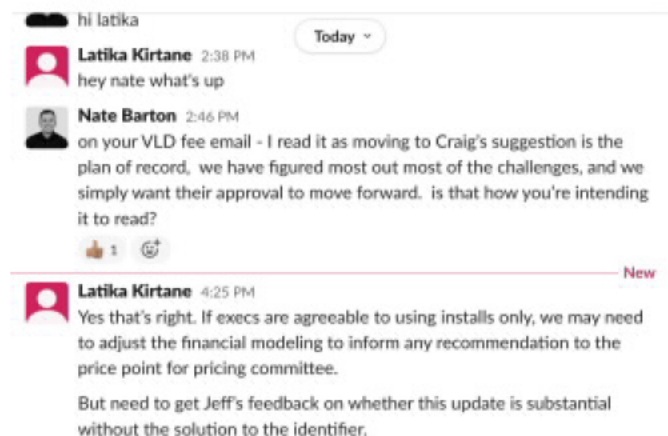 hi latika
Today
Latika Kirtane 2:38 PM
hey nate what's up
Nate Barton 2:46 PM
on your VLD fee email - I read it as moving to Craig's suggestion is the
plan of record, we have figured most out most of the challenges, and we
simply want their approval to move forward. is that how you're intending
it to read?
1
New
Latika Kirtane 4:25 PM
Yes that's right. If execs are agreeable to using installs only, we may need
to adjust the financial modeling to inform any recommendation to the
price point for pricing committee.
But need to get Jeff's feedback on whether this update is substantial
without the solution to the identifier.